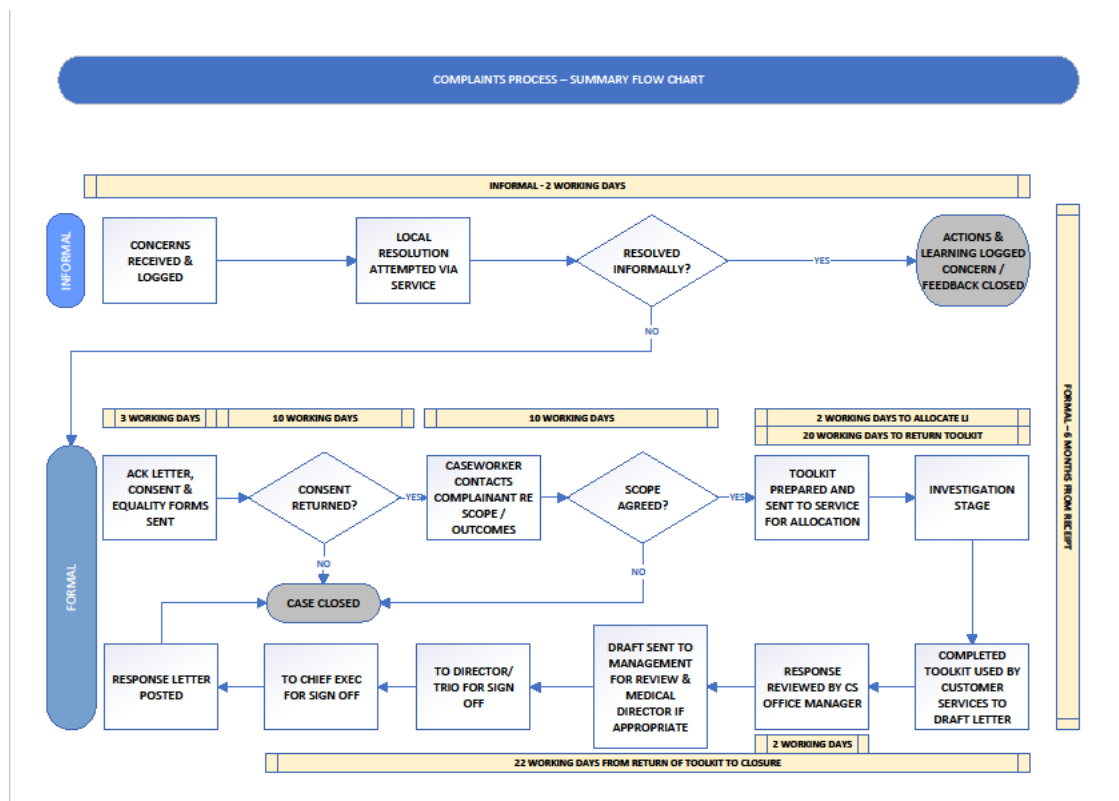 COMPLAINTS PROCESS – SUMMARY FLOW CHART
INFORMAL - 2 WORKING DAYS
INFORMAL
CONCERNS
RECEIVED &
LOGGED
LOCAL
RESOLUTION
ATTEMPTED VIA
SERVICE
RESOLVED
INFORMALLY?
YES
ACTIONS &
LEARNING LOGGED
CONCERN /
FEEDBACK CLOSED
NO
FORMAL – 6 MONTHS FROM RECEIPT
3 WORKING DAYS
10 WORKING DAYS
10 WORKING DAYS
2 WORKING DAYS TO ALLOCATE LI
20 WORKING DAYS TO RETURN TOOLKIT
FORMAL
ACK LETTER,
CONSENT &
EQUALITY FORMS
SENT
CONSENT
RETURNED?
YES
CASEWORKER
CONTACTS
COMPLAINANT RE
SCOPE /
OUTCOMES
SCOPE
AGREED?
YES
TOOLKIT
PREPARED AND
SENT TO SERVICE
FOR ALLOCATION
INVESTIGATION
STAGE
NO
NO
CASE CLOSED
RESPONSE LETTER
POSTED
TO CHIEF EXEC
FOR SIGN OFF
TO DIRECTOR/
TRIO FOR SIGN
OFF
DRAFT SENT TO
MANAGEMENT
FOR REVIEW &
MEDICAL
DIRECTOR IF
APPROPRIATE
RESPONSE
REVIEWED BY CS
OFFICE MANAGER
COMPLETED
TOOLKIT USED BY
CUSTOMER
SERVICES TO
DRAFT LETTER
2 WORKING DAYS
22 WORKING DAYS FROM RETURN OF TOOLKIT TO CLOSURE